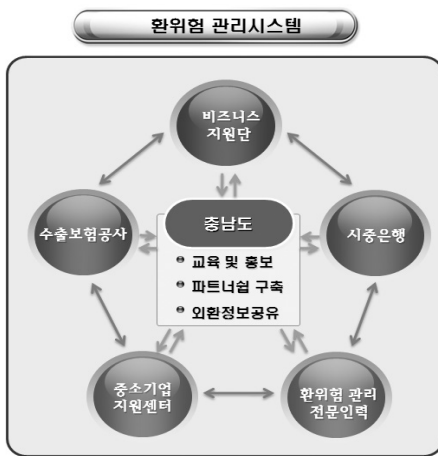 환위험 관리시스템
비즈니스
지원단
수출보험공사
충남도
시중은행
교육 및 홍보
파트너쉽 구축
외환정보공유
중소기업
지원센터
환위험 관리
전문인력